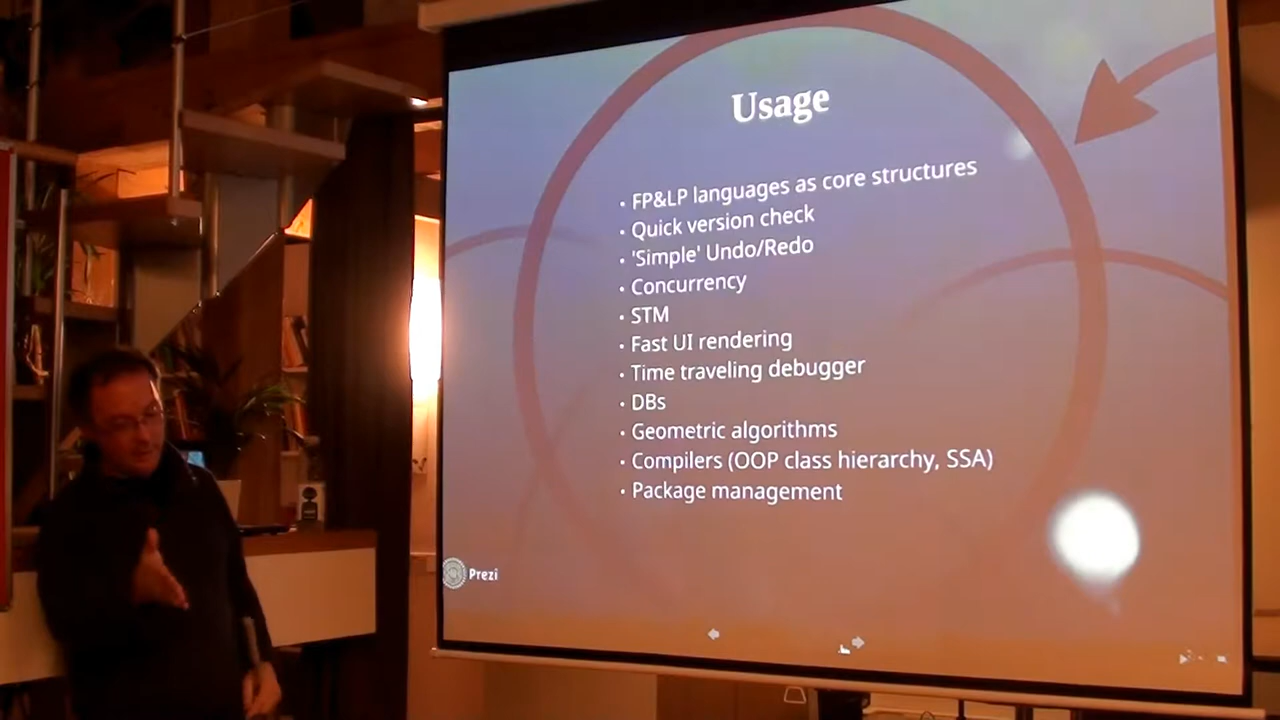 Usage
· FP&LP languages as core structures
· Quick version check
· 'Simple' Undo/Redo
· Concurrency
· STM
· Fast UI rendering
· Time traveling debugger
· DBs
· Geometric algorithms
· Compilers (OOP class hierarchy, SSA)
· Package management
Prezi